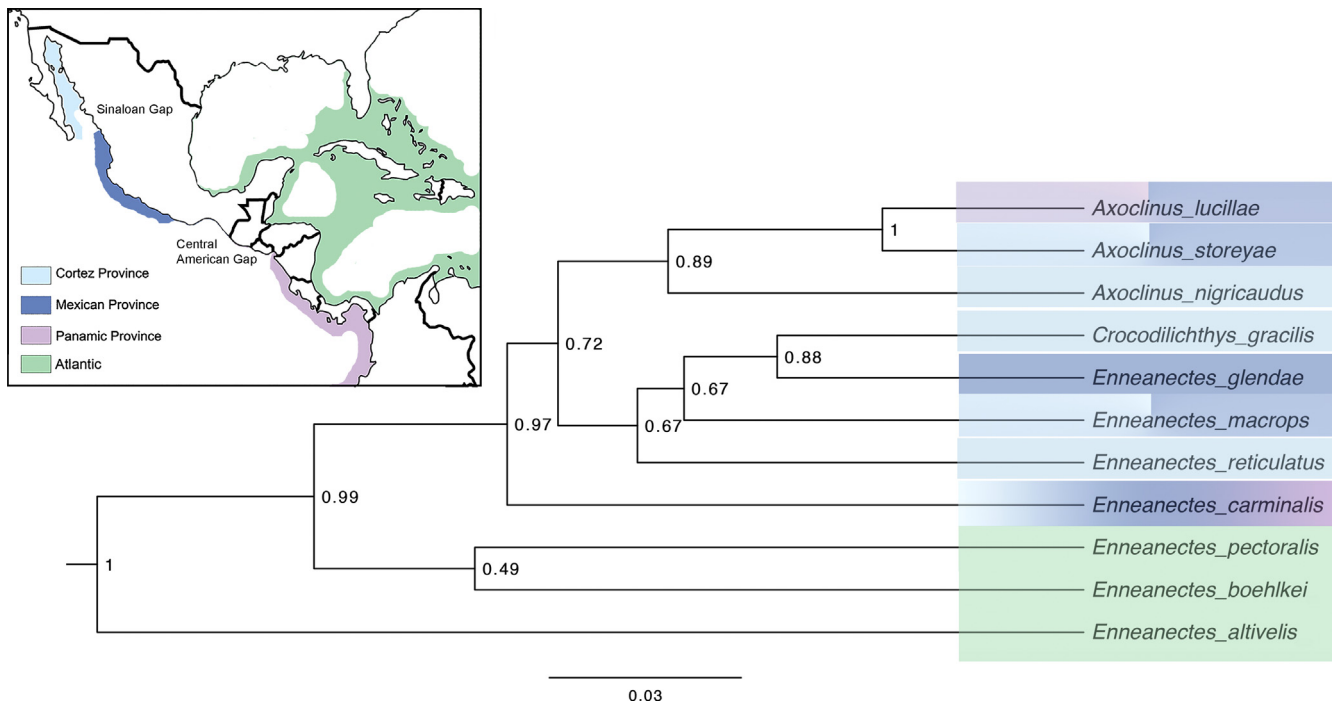 Sinaloan Gap
Central
American Gap
Cortez Province
Mexican Province
Panamic Province
Atlantic
Axoclinus_lucillae
1
Axoclinus_storeyae
0.89
Axoclinus_nigricaudus
0.72
Crocodilichthys_gracilis
0.88
Enneanectes_glendae
0.67
Enneanectes_macrops
0.97
0.67
Enneanectes_reticulatus
0.99
Enneanectes_carminalis
Enneanectes_pectoralis
1
0.49
Enneanectes_boehlkei
Enneanectes_altivelis
0.03